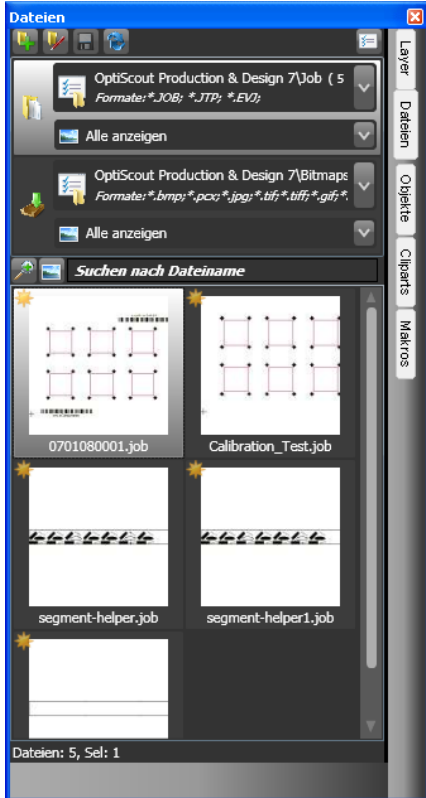 Dateien
OptiScout Production & Design 7\Job ( 5
Formate:*.JOB; *.JTP; *.EVJ;
Alle anzeigen
OptiScout Production & Design 7\Bitmaps
Formate:*.bmp;*.pcx;*.jpg;*.tif;*.tiff;*.gif;*.
Alle anzeigen
Suchen nach Dateiname
0701080001.job
Calibration_Test.job
segment-helper.job
segment-helper1.job
Dateien: 5, Sel: 1
Layer
Dateien
Objekte
Cliparts
Makros